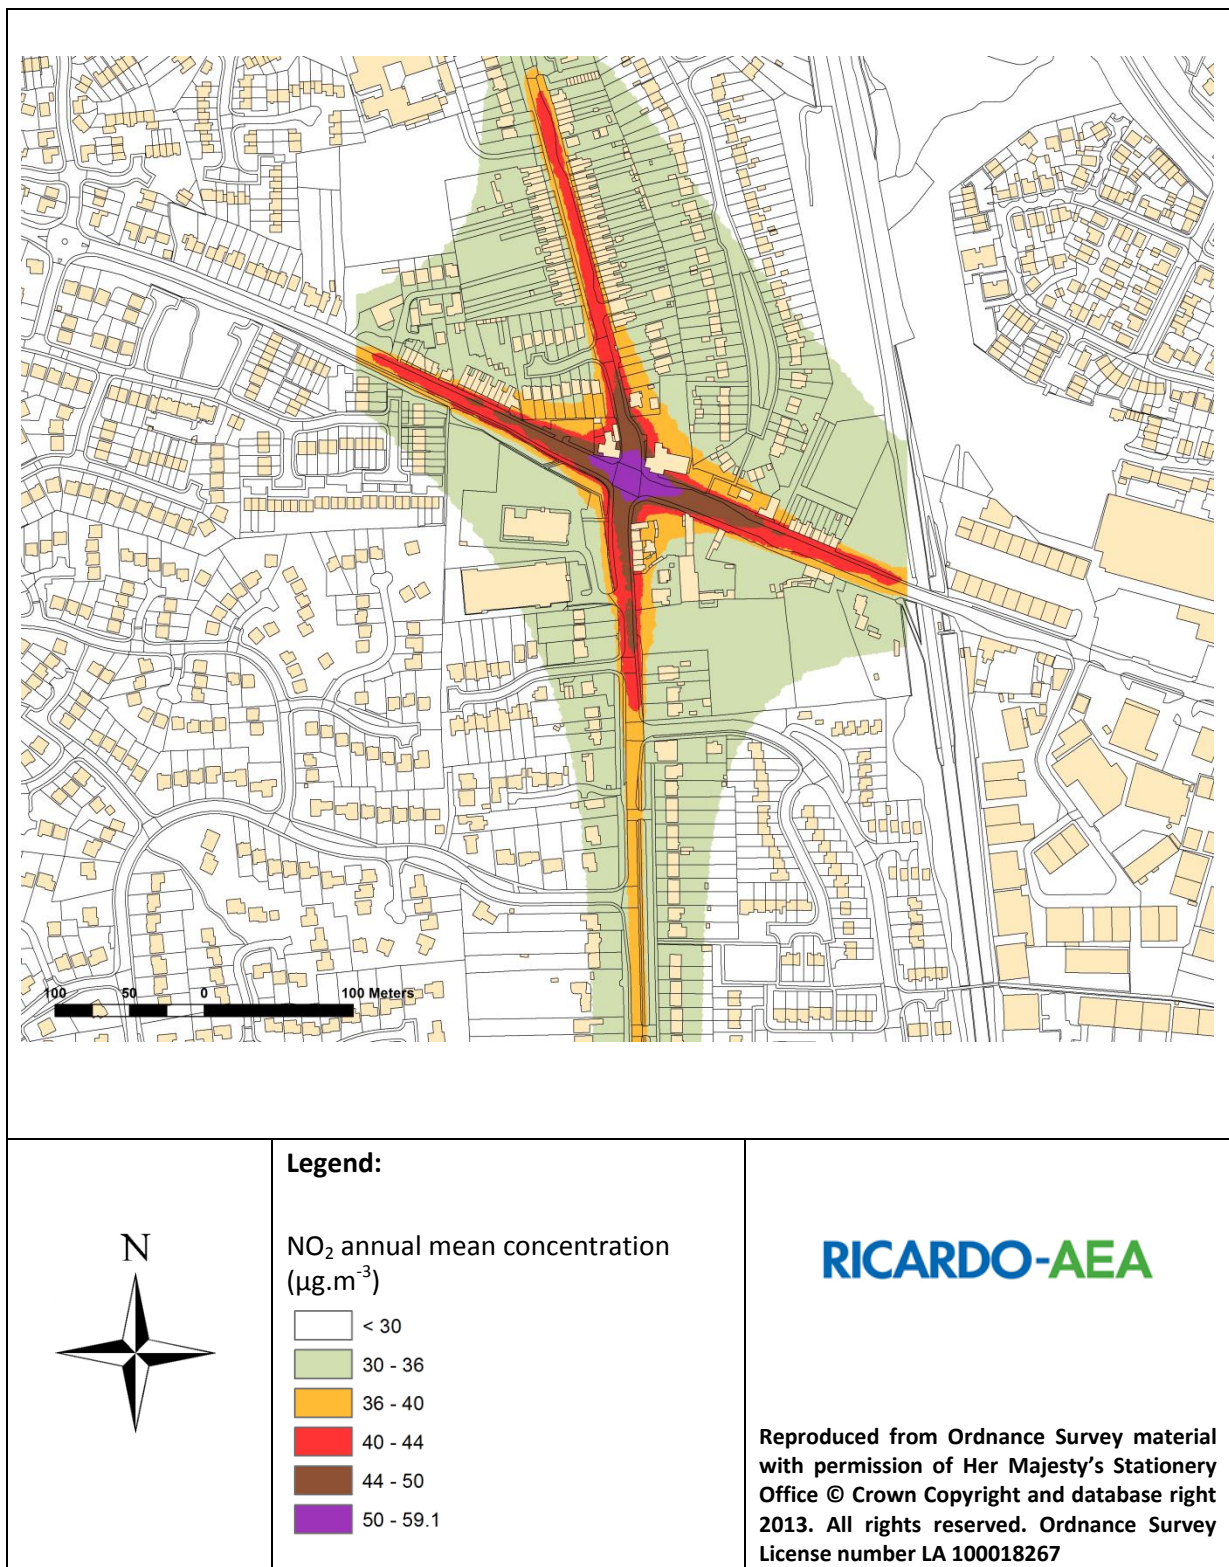 100 50 0 100 Meters
N
Legend:
NO₂ annual mean concentration
(µg.m⁻³)
< 30
30 - 36
36 - 40
40 - 44
44 - 50
50 - 59.1
RICARDO-AEA
Reproduced from Ordnance Survey material
with permission of Her Majesty’s Stationery
Office © Crown Copyright and database right
2013. All rights reserved. Ordnance Survey
License number LA 100018267